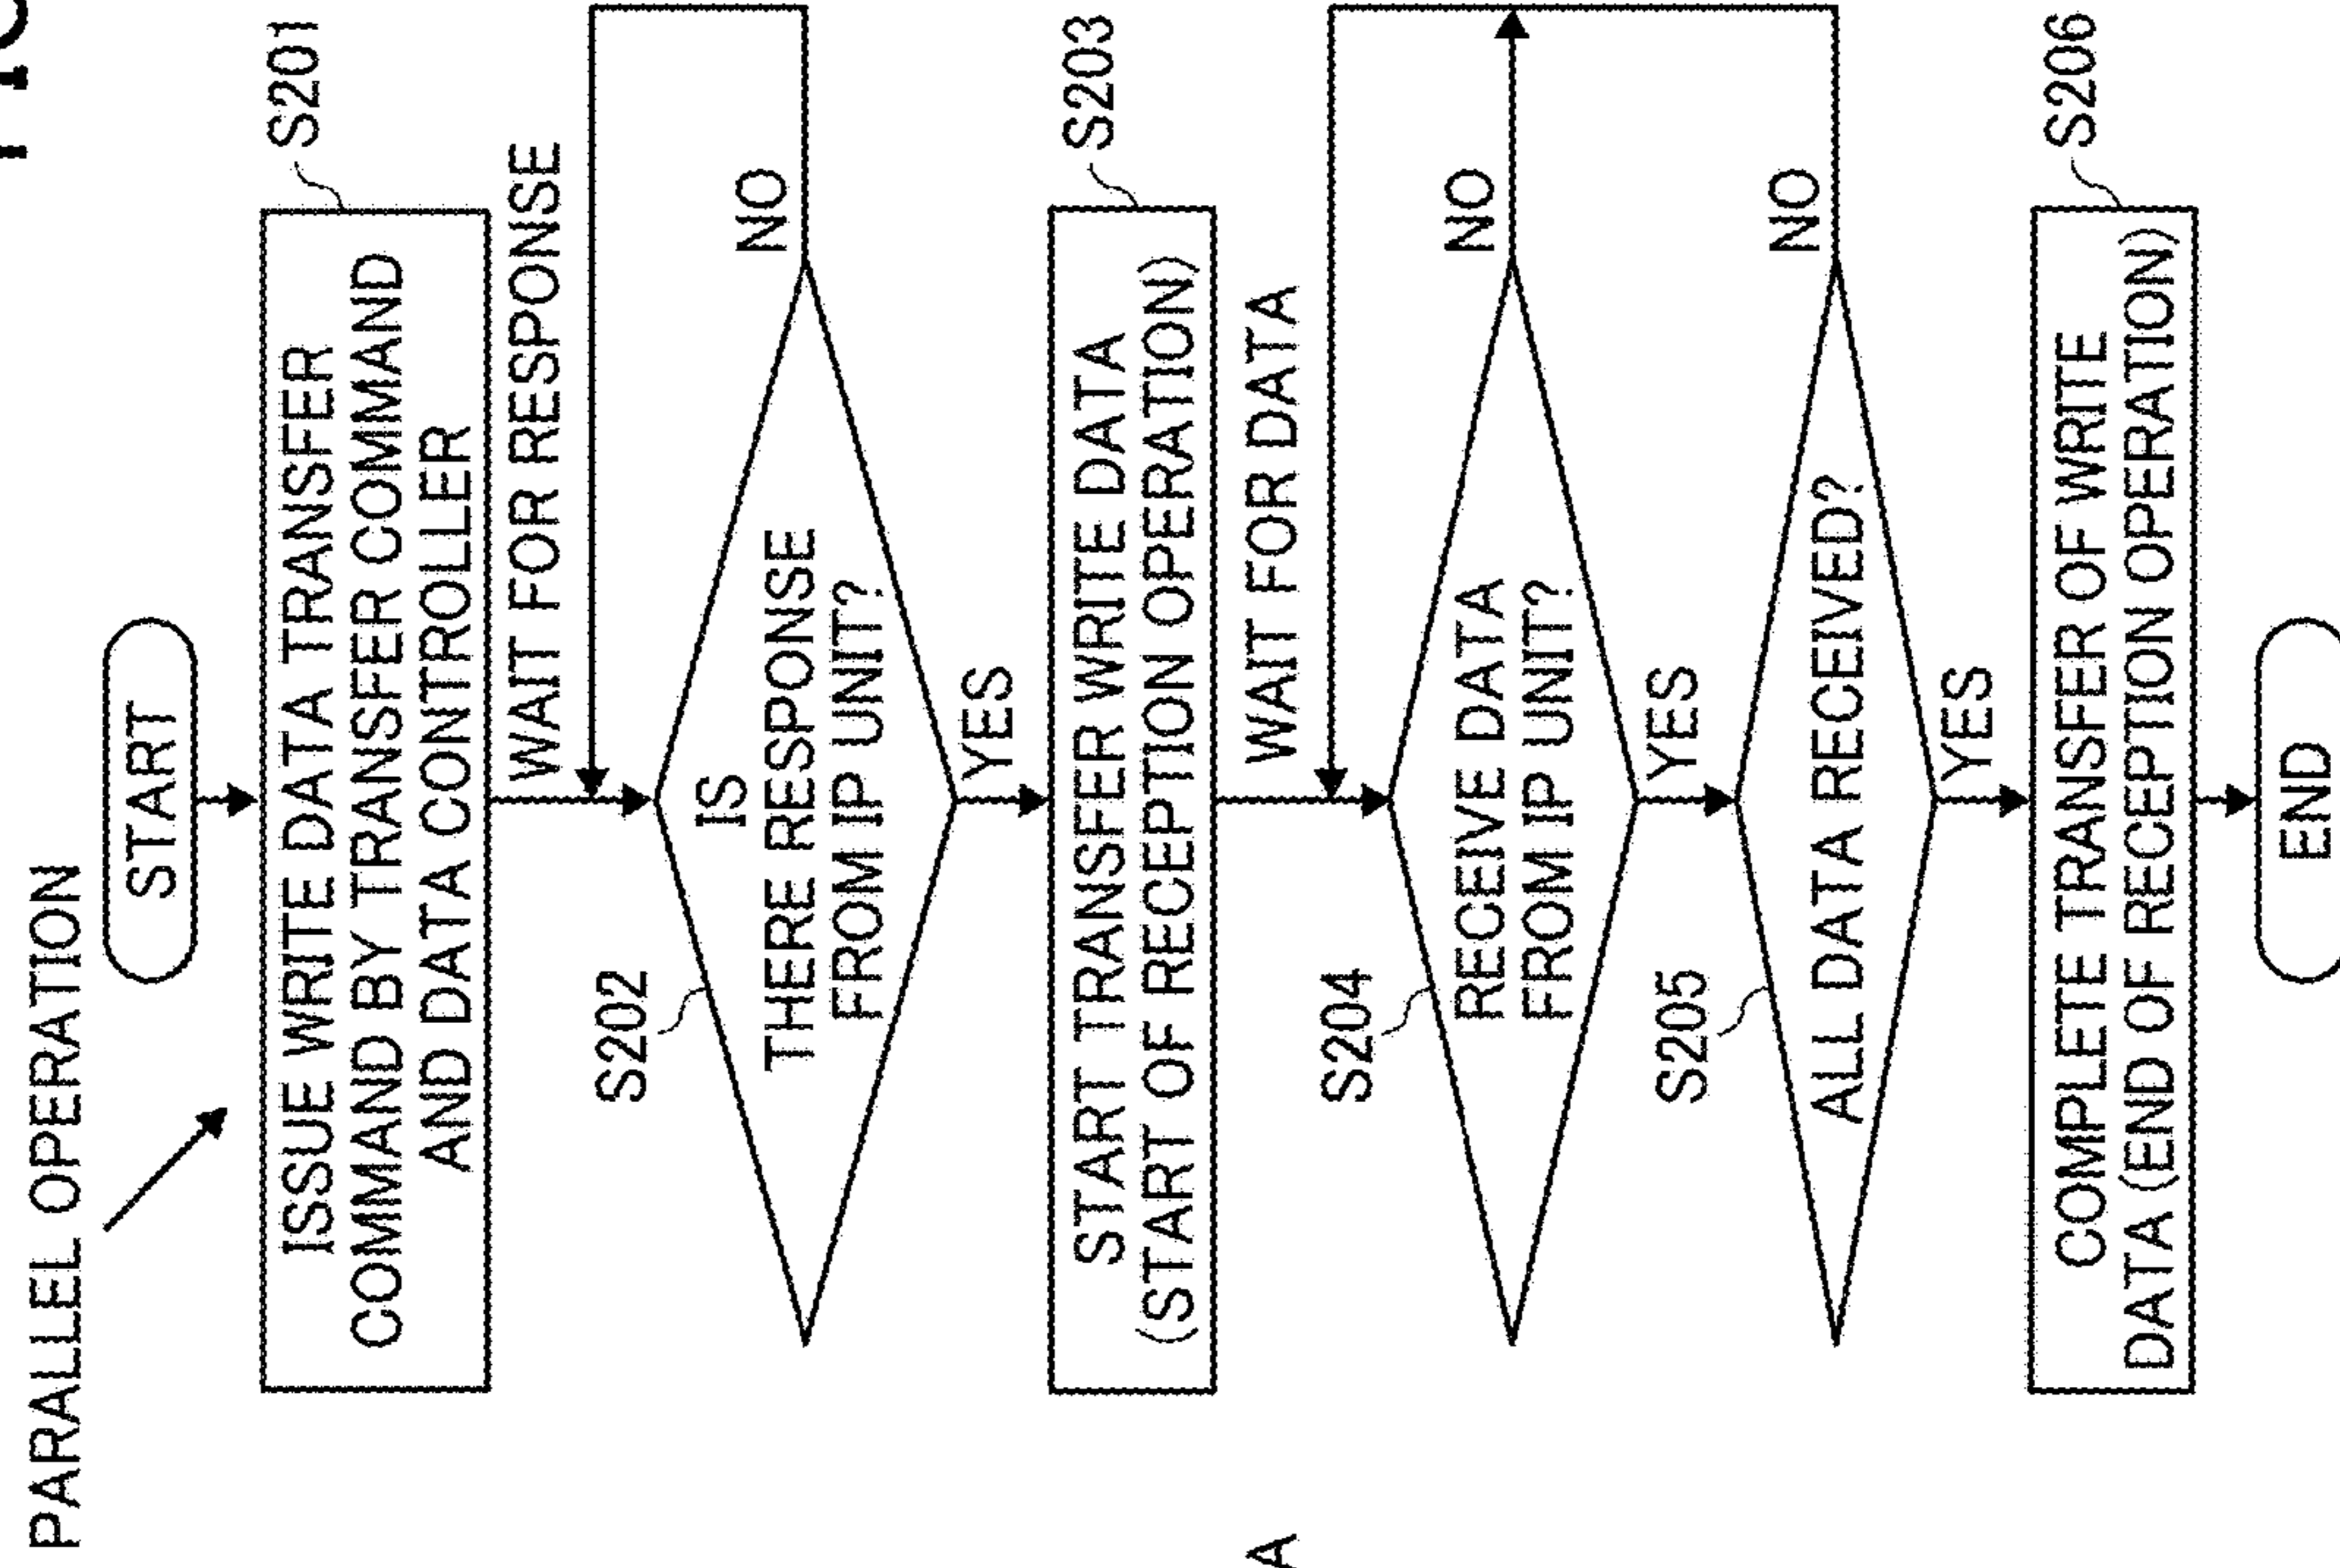 PARALLEL OPERATION
START
S201
ISSUE WRITE DATA TRANSFER
COMMAND BY TRANSFER COMMAND
AND DATA CONTROLLER
WAIT FOR RESPONSE
S202
IS
THERE RESPONSE
FROM IP UNIT?
NO
YES
S203
START TRANSFER WRITE DATA
(START OF RECEPTION OPERATION)
WAIT FOR DATA
S204
RECEIVE DATA
FROM IP UNIT?
NO
YES
S205
ALL DATA RECEIVED?
NO
YES
S206
COMPLETE TRANSFER OF WRITE
DATA (END OF RECEPTION OPERATION)
END
A